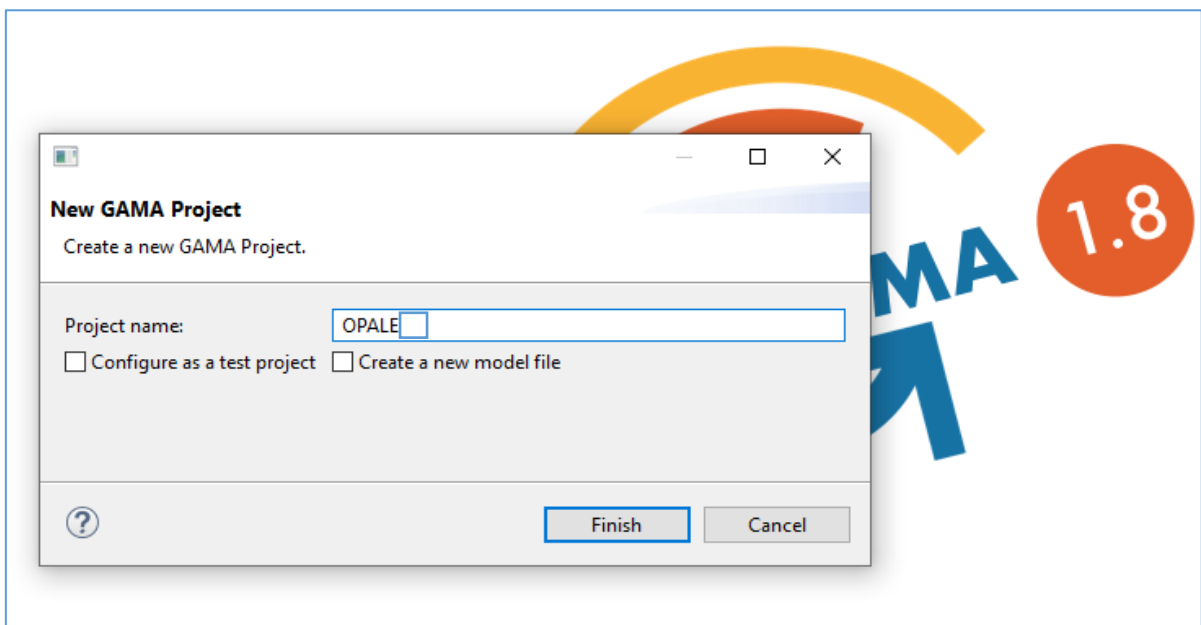 New GAMA Project
Create a new GAMA Project.
Project name: OPALE
Configure as a test project Create a new model file
? Finish Cancel
MA 1.8